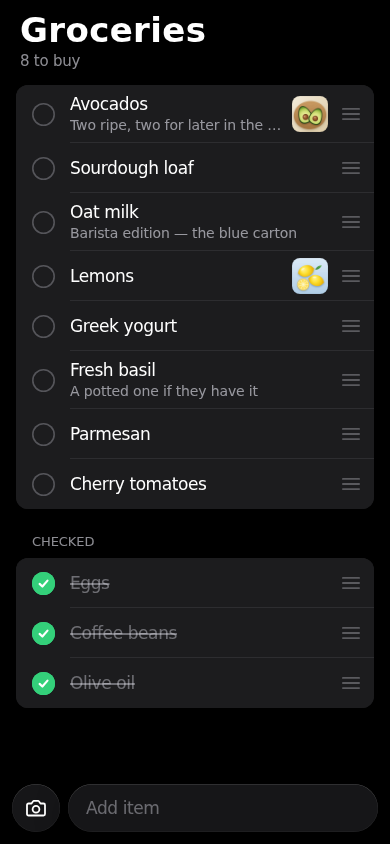 Groceries
8 to buy
Avocados
Two ripe, two for later in the …
Sourdough loaf
Oat milk
Barista edition — the blue carton
Lemons
Greek yogurt
Fresh basil
A potted one if they have it
Parmesan
Cherry tomatoes
CHECKED
Eggs
Coffee beans
Olive oil
Add item